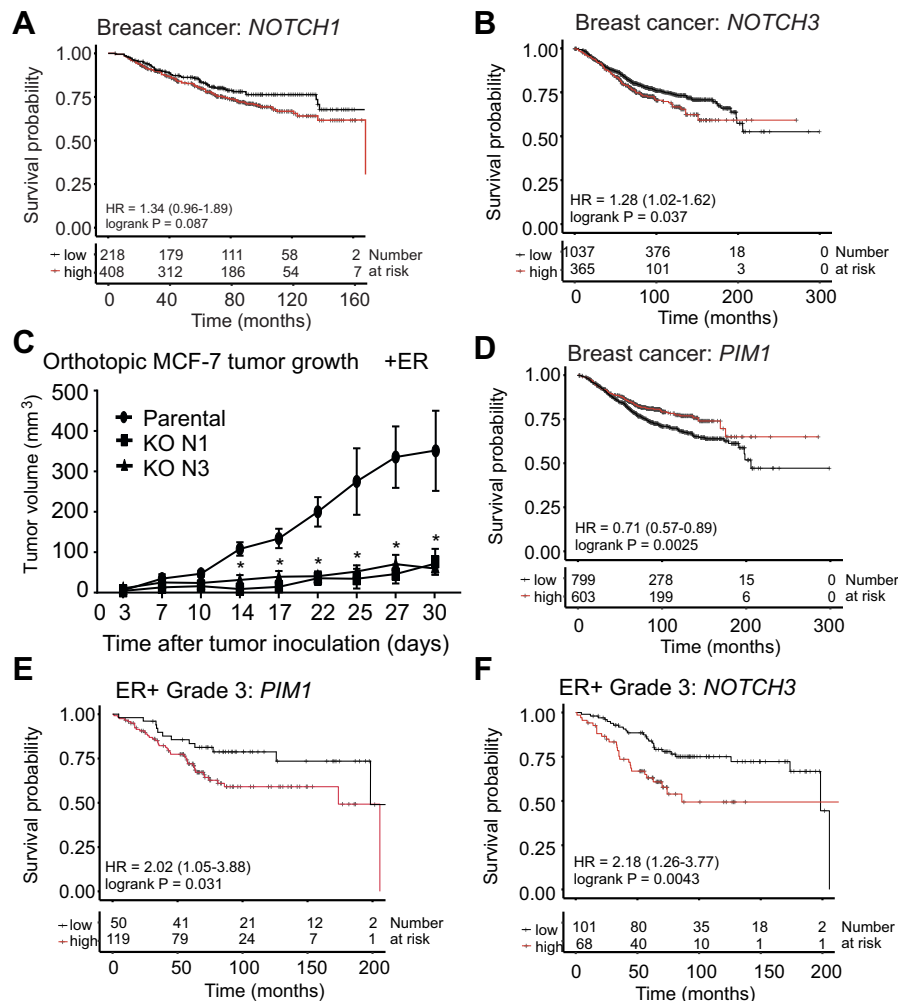 A
Breast cancer: NOTCH1
Survival probability
1.00
0.75
0.50
0.25
0.00
HR = 1.34 (0.96-1.89)
logrank P = 0.087
low 218 179 111 58 2 Number
high 408 312 186 54 7 at risk
0 40 80 120 160
Time (months)
B
Breast cancer: NOTCH3
Survival probability
1.00
0.75
0.50
0.25
0.00
HR = 1.28 (1.02-1.62)
logrank P = 0.037
low 1037 376 18 0 Number
high 365 101 3 0 at risk
0 100 200 300
Time (months)
C
Orthotopic MCF-7 tumor growth +ER
Tumor volume (mm³)
500
400
300
200
100
0
Parental
KO N1
KO N3
* * * * * *
3 7 10 14 17 22 25 27 30
Time after tumor inoculation (days)
D
Breast cancer: PIM1
Survival probability
1.00
0.75
0.50
0.25
0.00
HR = 0.71 (0.57-0.89)
logrank P = 0.0025
low 799 278 15 0 Number
high 603 199 6 0 at risk
0 100 200 300
Time (months)
E
ER+ Grade 3: PIM1
Survival probability
1.00
0.75
0.50
0.25
0.00
HR = 2.02 (1.05-3.88)
logrank P = 0.031
low 50 41 21 12 2 Number
high 119 79 24 7 1 at risk
0 50 100 150 200
Time (months)
F
ER+ Grade 3: NOTCH3
Survival probability
1.00
0.75
0.50
0.25
0.00
HR = 2.18 (1.26-3.77)
logrank P = 0.0043
low 101 80 35 18 2 Number
high 68 40 10 1 1 at risk
0 50 100 150 200
Time (months)